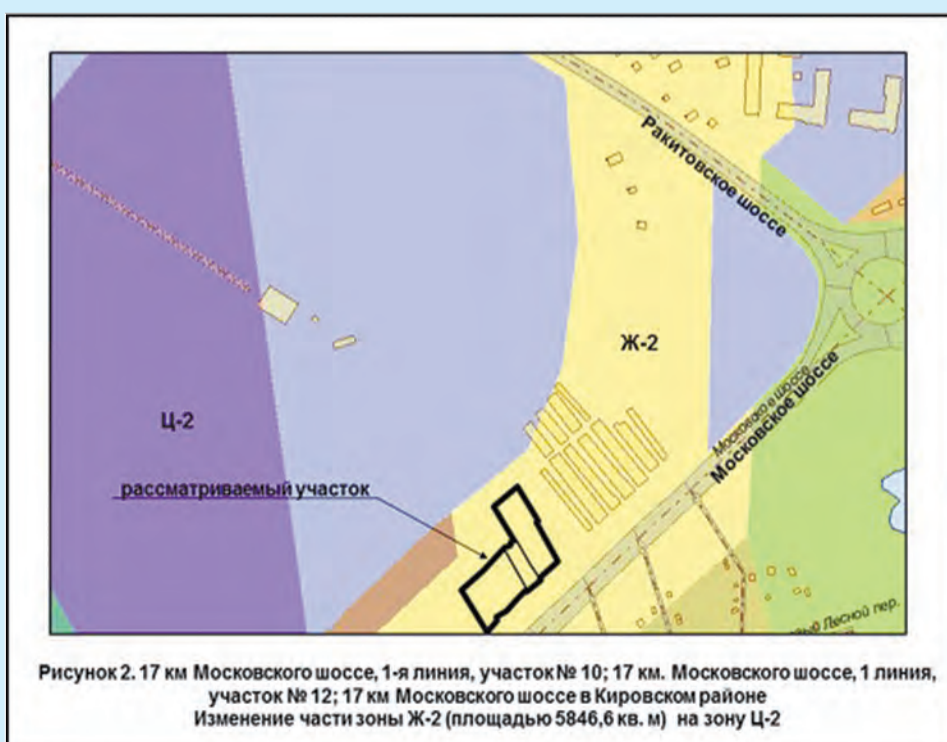 Ракитовское шоссе
Ж-2
Ц-2
Московское шоссе
Московское шоссе
рассматриваемый участок
Лесной пер.
Рисунок 2. 17 км Московского шоссе, 1-я линия, участок № 10; 17 км. Московского шоссе, 1 линия,
участок № 12; 17 км Московского шоссе в Кировском районе
Изменение части зоны Ж-2 (площадью 5846,6 кв. м) на зону Ц-2